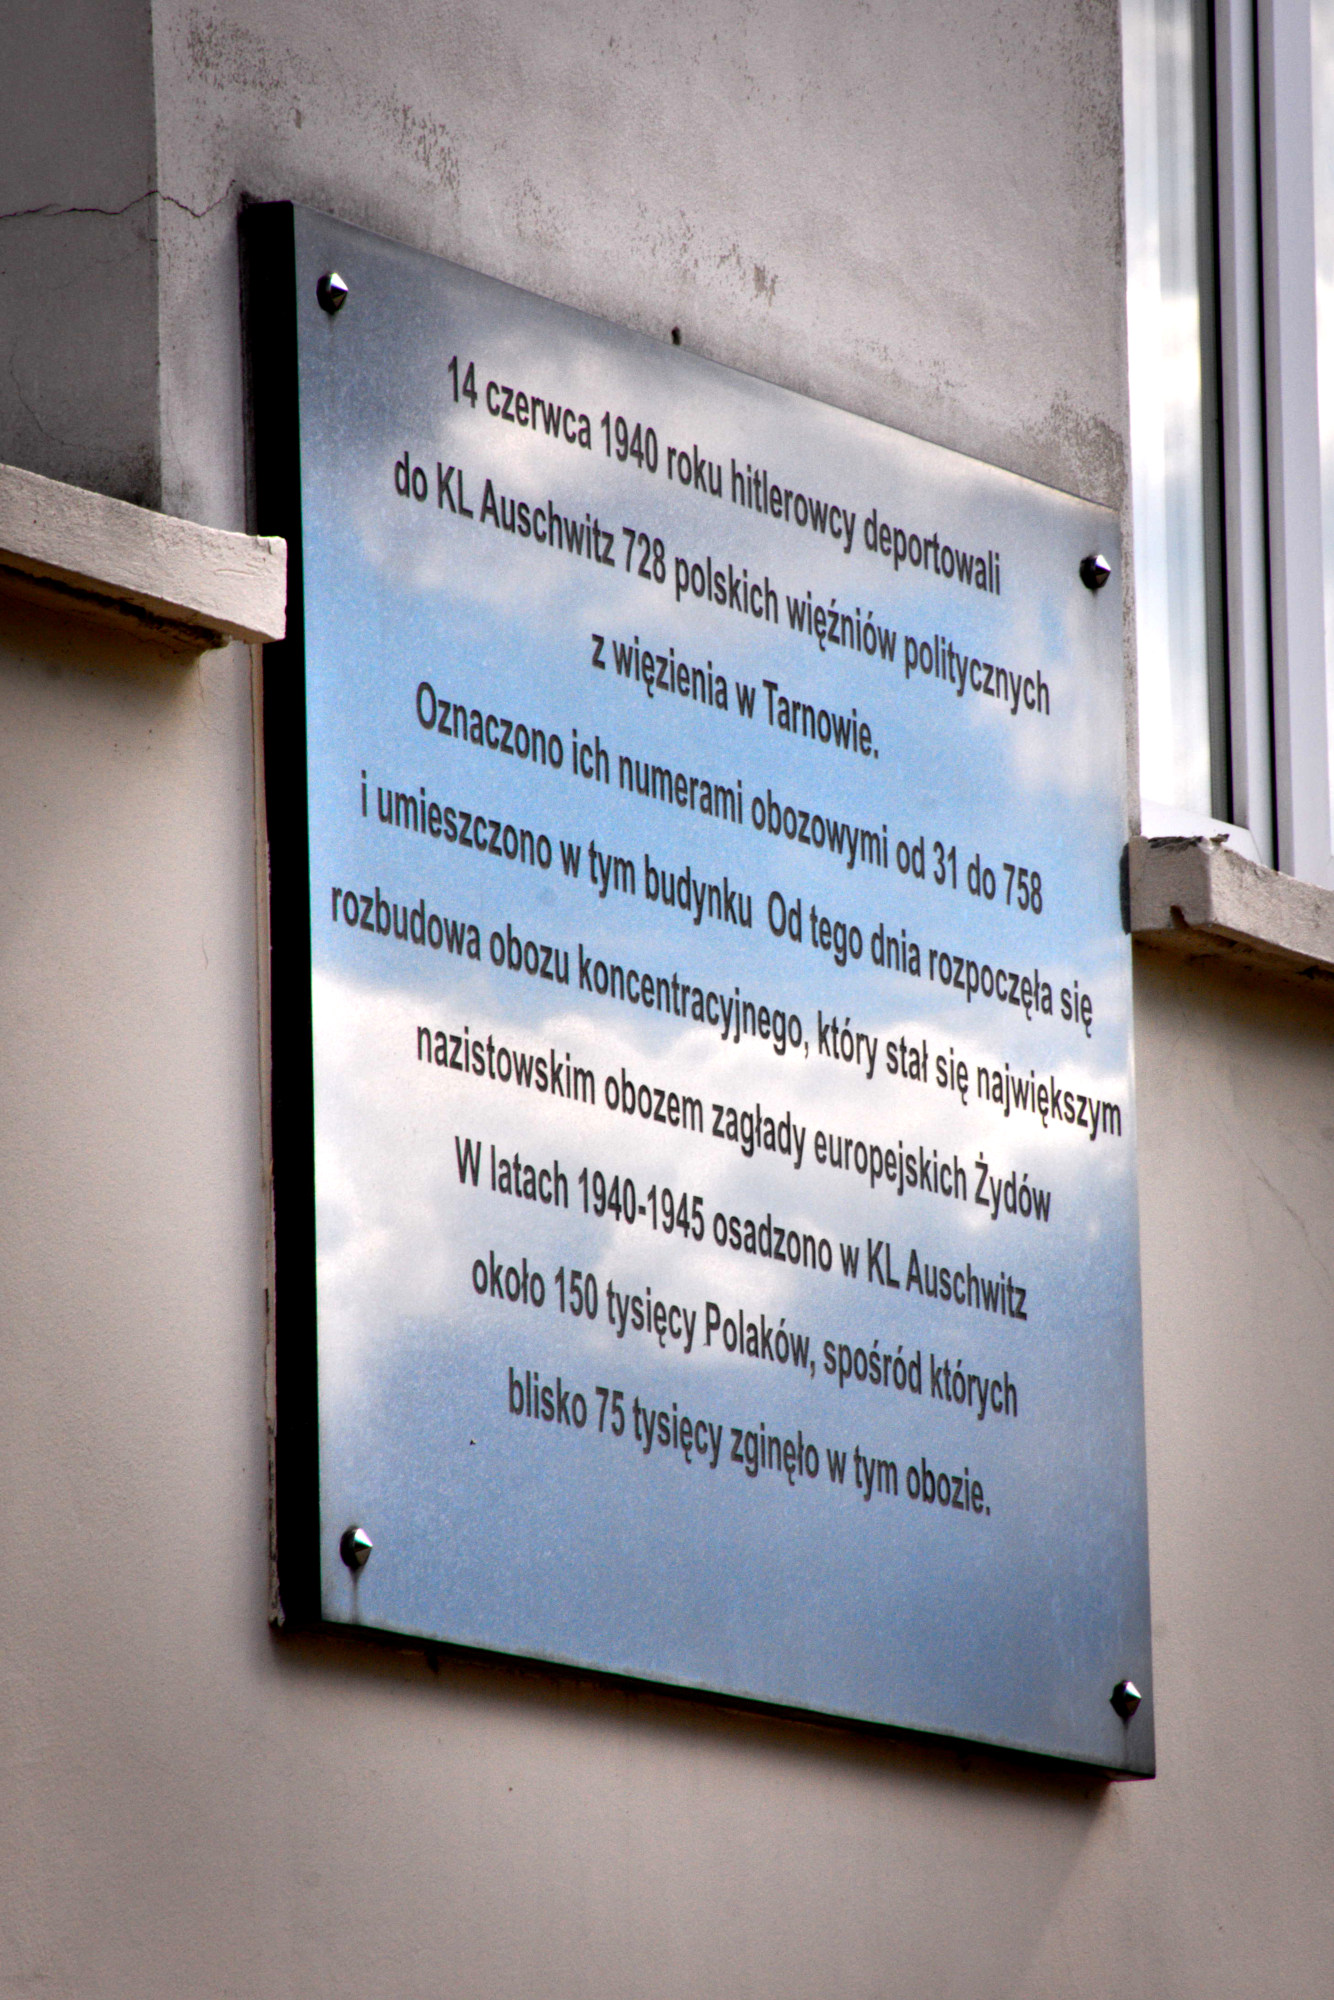 14 czerwca 1940 roku hitlerowcy deportowali
do KL Auschwitz 728 polskich więźniów politycznych
z więzienia w Tarnowie.
Oznaczono ich numerami obozowymi od 31 do 758
i umieszczono w tym budynku Od tego dnia rozpoczęła się
rozbudowa obozu koncentracyjnego, który stał się największym
nazistowskim obozem zagłady europejskich Żydów
W latach 1940-1945 osadzono w KL Auschwitz
około 150 tysięcy Polaków, spośród których
blisko 75 tysięcy zginęło w tym obozie.